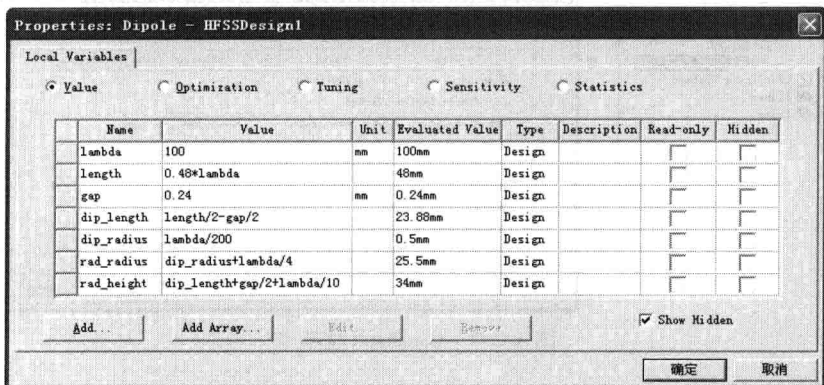 Properties: Dipole - HFSSDesign1
Local Variables
Value Optimization Tuning Sensitivity Statistics
Name Value Unit Evaluated Value Type Description Read-only Hidden
lambda 100 mm 100mm Design
length 0.48*lambda 48mm Design
gap 0.24 mm 0.24mm Design
dip_length length/2-gap/2 23.88mm Design
dip_radius lambda/200 0.5mm Design
rad_radius dip_radius+lambda/4 25.5mm Design
rad_height dip_length+gap/2+lambda/10 34mm Design
Show Hidden
Add... Add Array... Edit... Remove
确定 取消